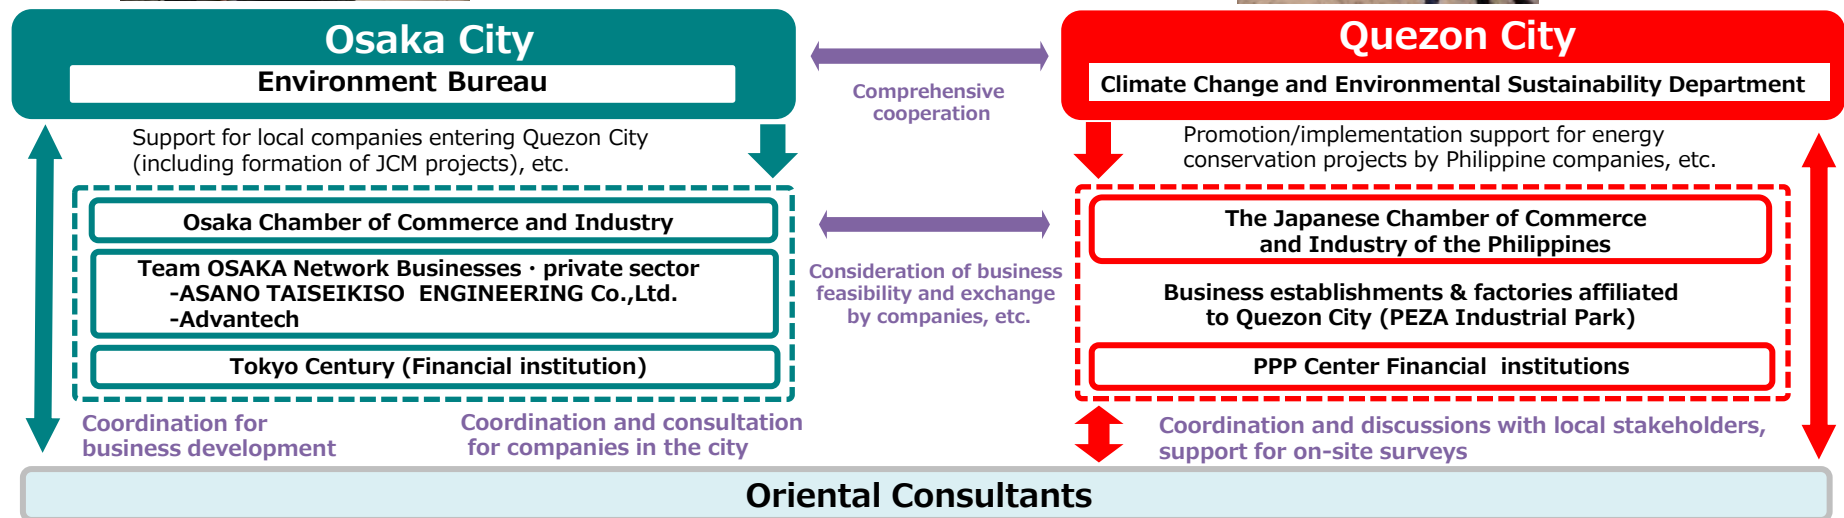 Osaka City
Environment Bureau
Comprehensive
cooperation
Quezon City
Climate Change and Environmental Sustainability Department
Support for local companies entering Quezon City
(including formation of JCM projects), etc.
Promotion/implementation support for energy
conservation projects by Philippine companies, etc.
Osaka Chamber of Commerce and Industry
Team OSAKA Network Businesses・private sector
-ASANO TAISEIKISO ENGINEERING Co.,Ltd.
-Advantech
Tokyo Century (Financial institution)
Consideration of business
feasibility and exchange
by companies, etc.
The Japanese Chamber of Commerce
and Industry of the Philippines
Business establishments & factories affiliated
to Quezon City (PEZA Industrial Park)
PPP Center Financial institutions
Coordination for
business development
Coordination and consultation
for companies in the city
Coordination and discussions with local stakeholders,
support for on-site surveys
Oriental Consultants